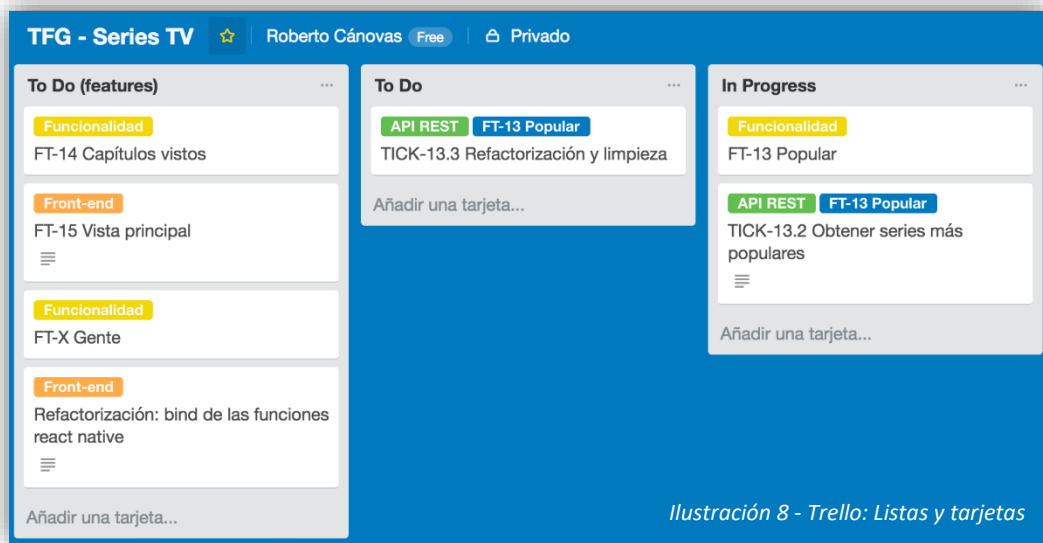 TFG - Series TV
Roberto Cánovas Free
Privado
To Do (features)
Funcionalidad
FT-14 Capítulos vistos
Front-end
FT-15 Vista principal
Funcionalidad
FT-X Gente
Front-end
Refactorización: bind de las funciones
react native
Añadir una tarjeta...
To Do
API REST FT-13 Popular
TICK-13.3 Refactorización y limpieza
Añadir una tarjeta...
In Progress
Funcionalidad
FT-13 Popular
API REST FT-13 Popular
TICK-13.2 Obtener series más
populares
Añadir una tarjeta...
Ilustración 8 - Trello: Listas y tarjetas